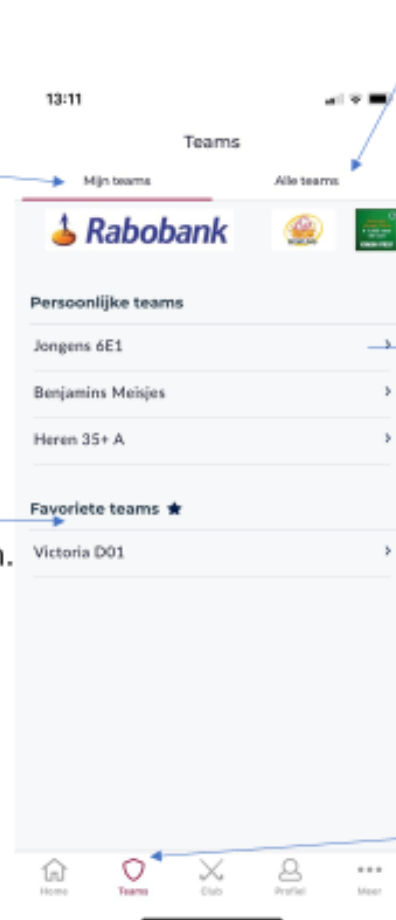 13:11
Teams
Mijn teams
Alle teams
Rabobank
Persoonlijke teams
Jongens 6E1
Benjamins Meisjes
Heren 35+ A
Favoriete teams
n.
Victoria D01
Home
Teams
Club
Profiel
Meer